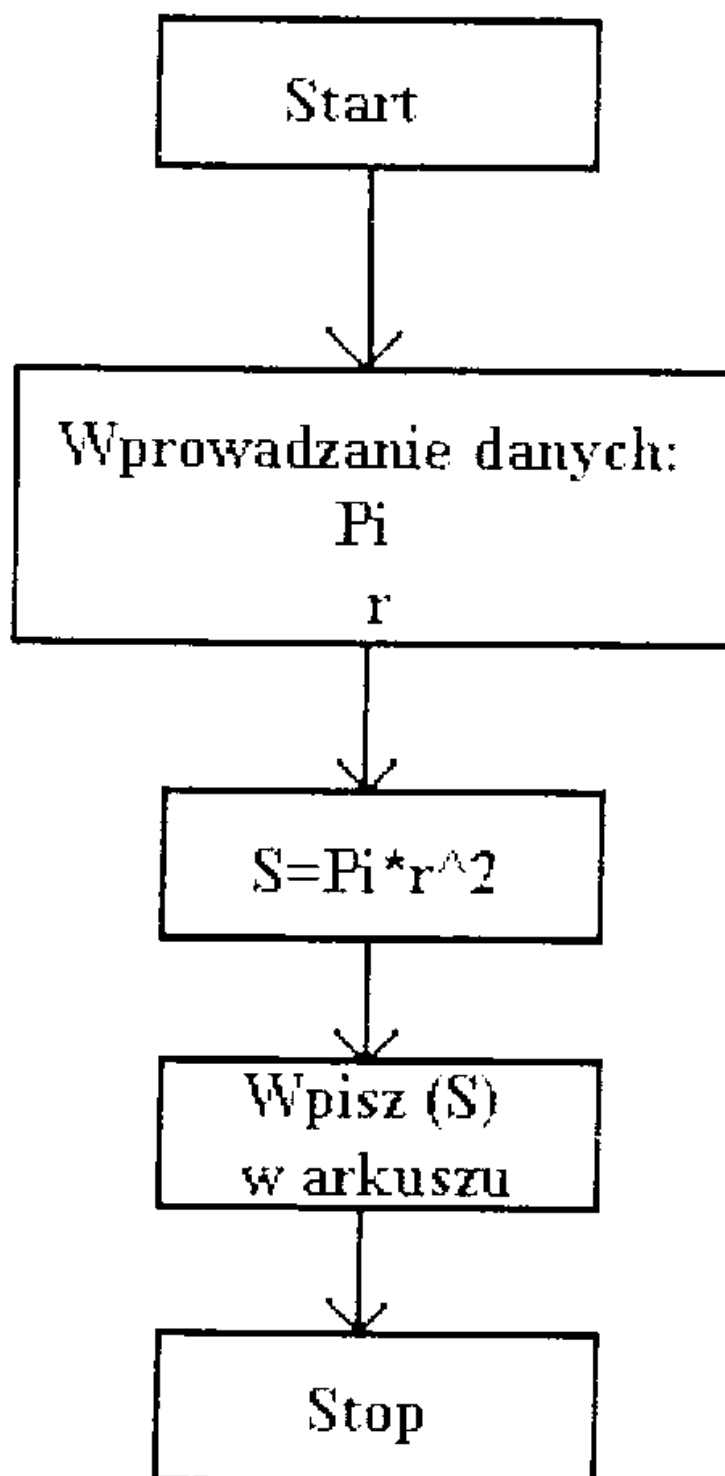 Start
Wprowadzanie danych:
Pi
r
S=Pi*r^2
Wpisz (S)
w arkuszu
Stop